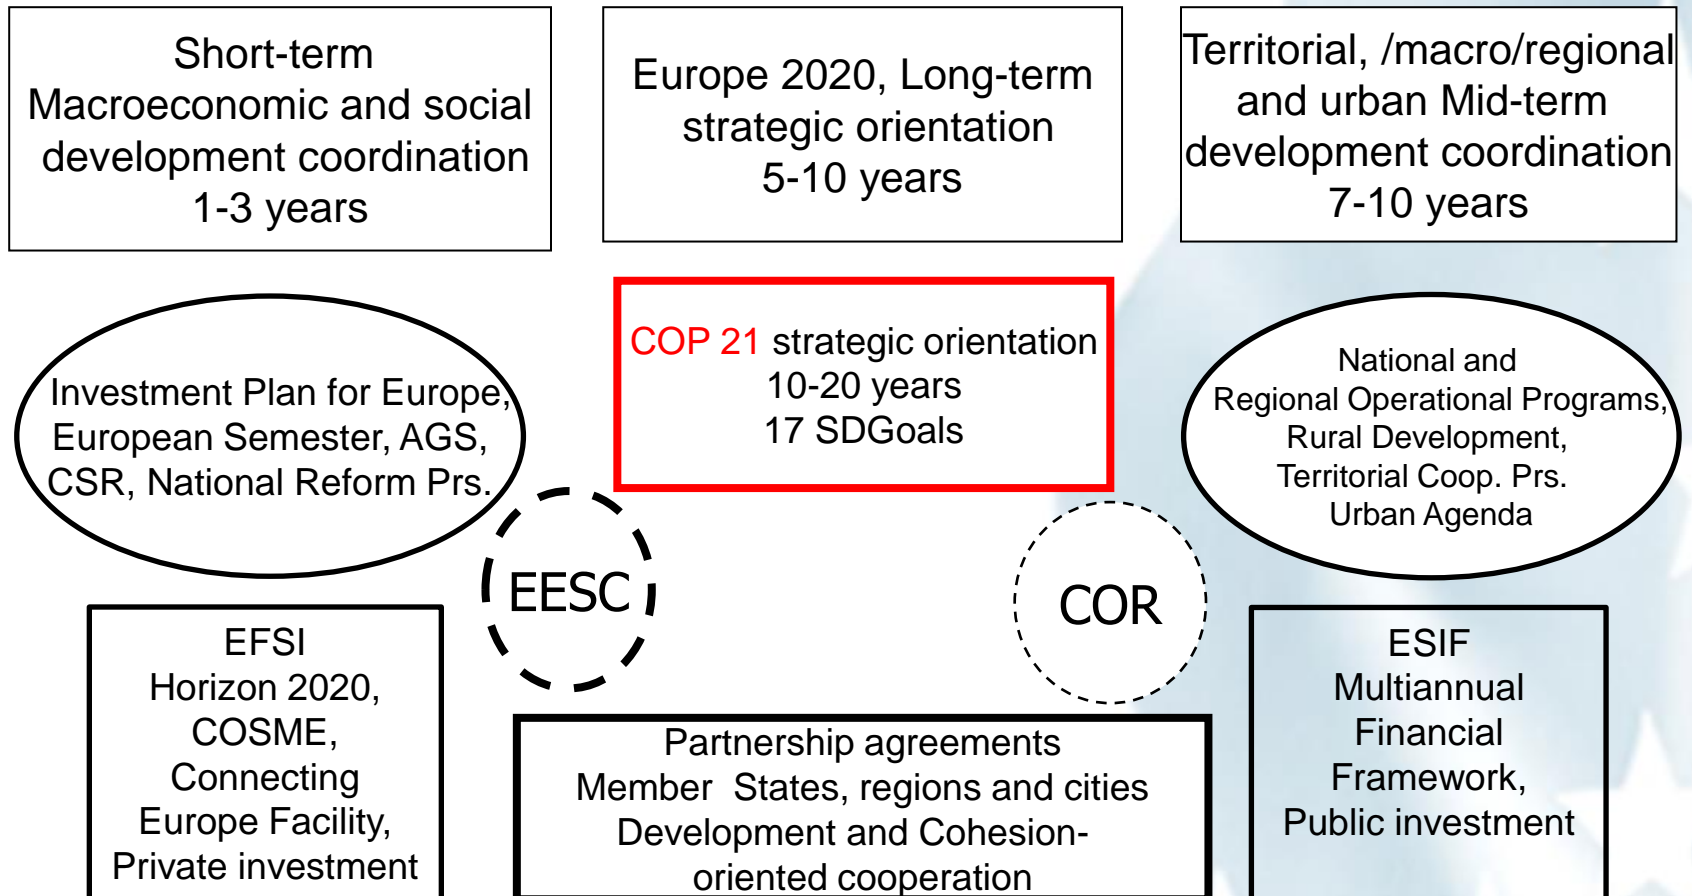 Short-term
Macroeconomic and social
development coordination
1-3 years
Europe 2020, Long-term
strategic orientation
5-10 years
Territorial, /macro/regional
and urban Mid-term
development coordination
7-10 years
COP 21 strategic orientation
10-20 years
17 SDGoals
Investment Plan for Europe,
European Semester, AGS,
CSR, National Reform Prs.
National and
Regional Operational Programs,
Rural Development,
Territorial Coop. Prs.
Urban Agenda
EESC
COR
EFSI
Horizon 2020,
COSME,
Connecting
Europe Facility,
Private investment
Partnership agreements
Member States, regions and cities
Development and Cohesion-
oriented cooperation
ESIF
Multiannual
Financial
Framework,
Public investment